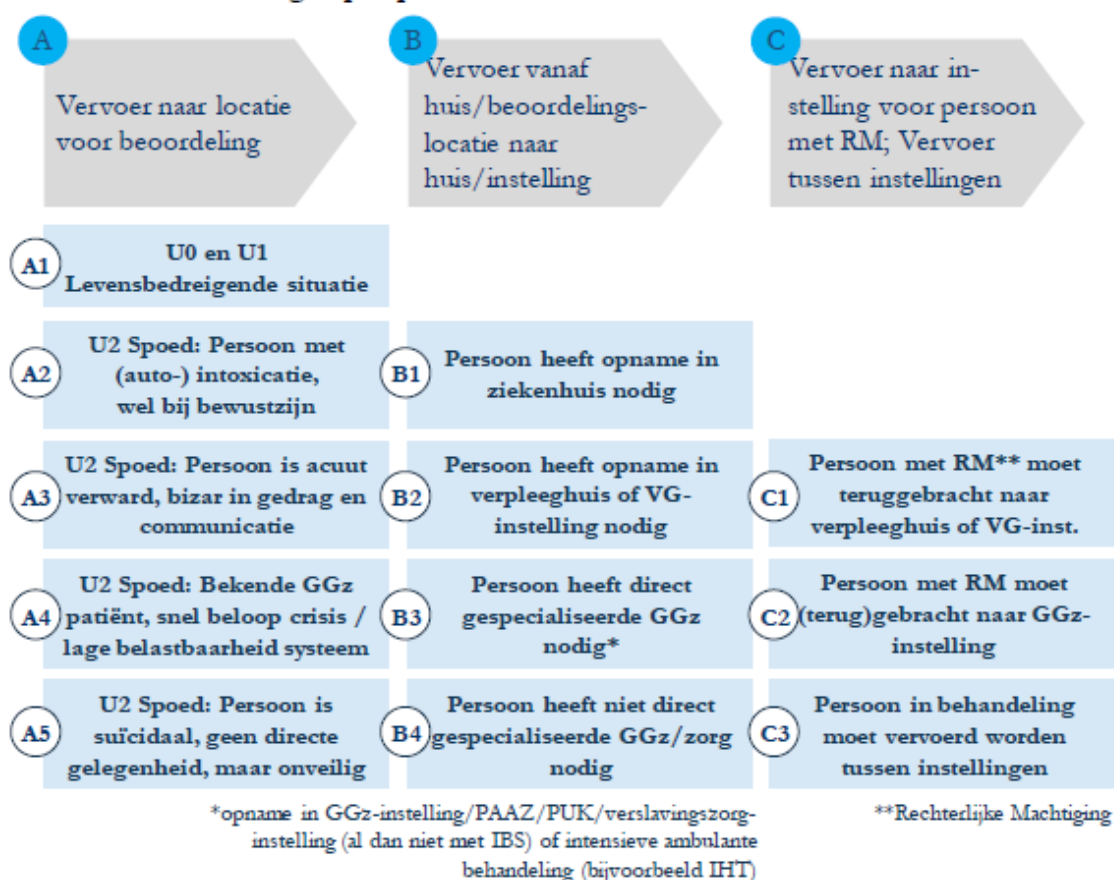 A
Vervoer naar locatie
voor beoordeling
B
Vervoer vanaf
huis/beoordelings-
locatie naar
huis/instelling
C
Vervoer naar in-
stelling voor persoon
met RM; Vervoer
tussen instellingen
A1
U0 en U1
Levensbedreigende situatie
A2
U2 Spoed: Persoon met
(auto-) intoxicatie,
wel bij bewustzijn
B1
Persoon heeft opname in
ziekenhuis nodig
A3
U2 Spoed: Persoon is acuut
verward, bizar in gedrag en
communicatie
B2
Persoon heeft opname in
verpleeghuis of VG-
instelling nodig
C1
Persoon met RM** moet
teruggebracht naar
verpleeghuis of VG-inst.
A4
U2 Spoed: Bekende GGz
patiënt, snel beloop crisis /
lage belastbaarheid systeem
B3
Persoon heeft direct
gespecialiseerde GGz
nodig*
C2
Persoon met RM moet
(terug)gebracht naar GGz-
instelling
A5
U2 Spoed: Persoon is
suïcidaal, geen directe
gelegenheid, maar onveilig
B4
Persoon heeft niet direct
gespecialiseerde GGz/zorg
nodig
C3
Persoon in behandeling
moet vervoerd worden
tussen instellingen
*opname in GGz-instelling/PAAZ/PUK/verslavingszorg-
instelling (al dan niet met IBS) of intensieve ambulante
behandeling (bijvoorbeeld IHT)
**Rechterlijke Machtiging